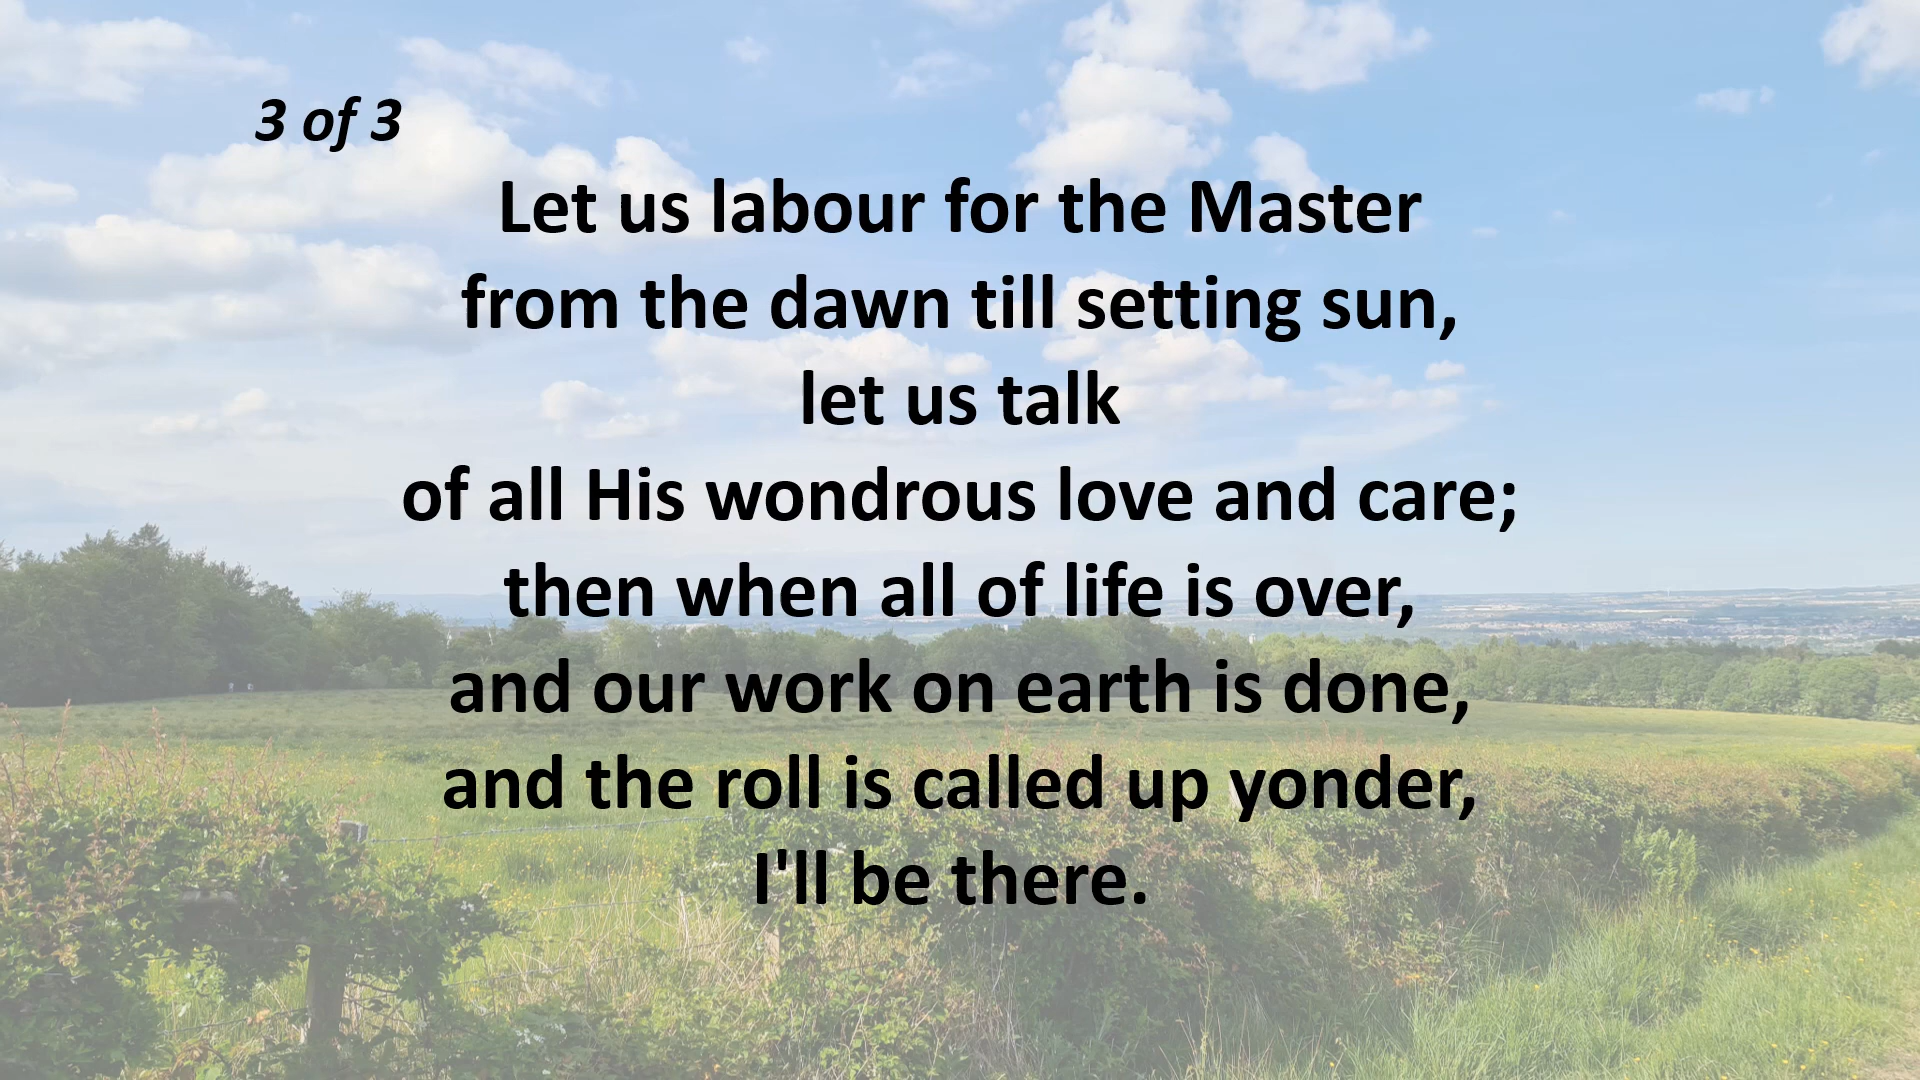 3 of 3
Let us labour for the Master
from the dawn till setting sun,
let us talk
of all His wondrous love and care;
then when all of life is over,
and our work on earth is done,
and the roll is called up yonder,
I'll be there.